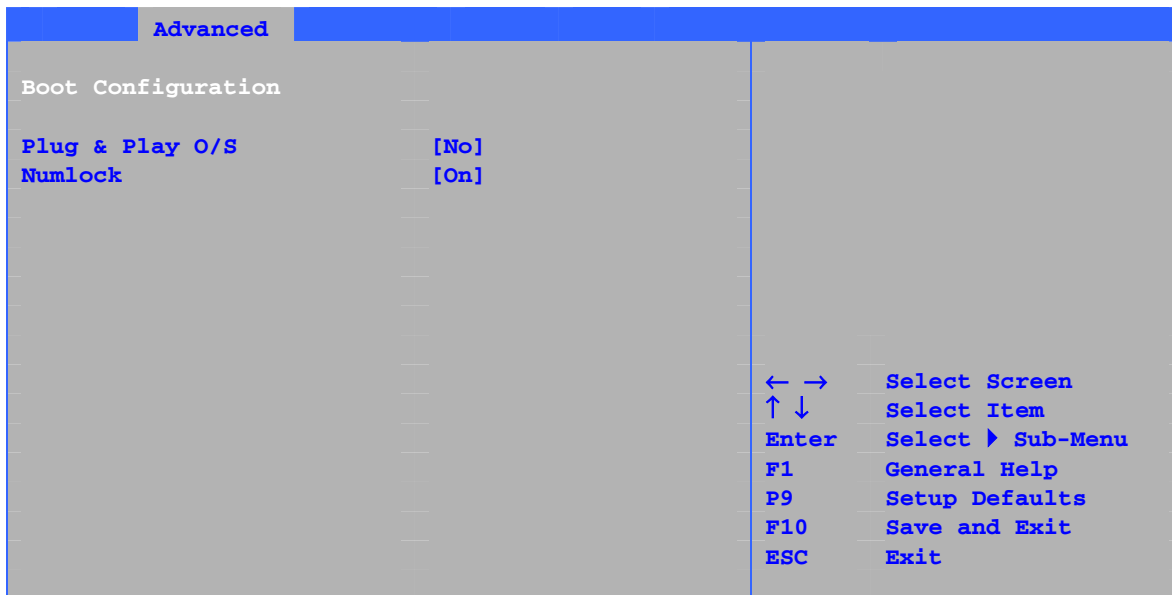 Advanced
Boot Configuration
Plug & Play O/S [No]
Numlock [On]
← → Select Screen
↑ ↓ Select Item
Enter Select ▶ Sub-Menu
F1 General Help
P9 Setup Defaults
F10 Save and Exit
ESC Exit